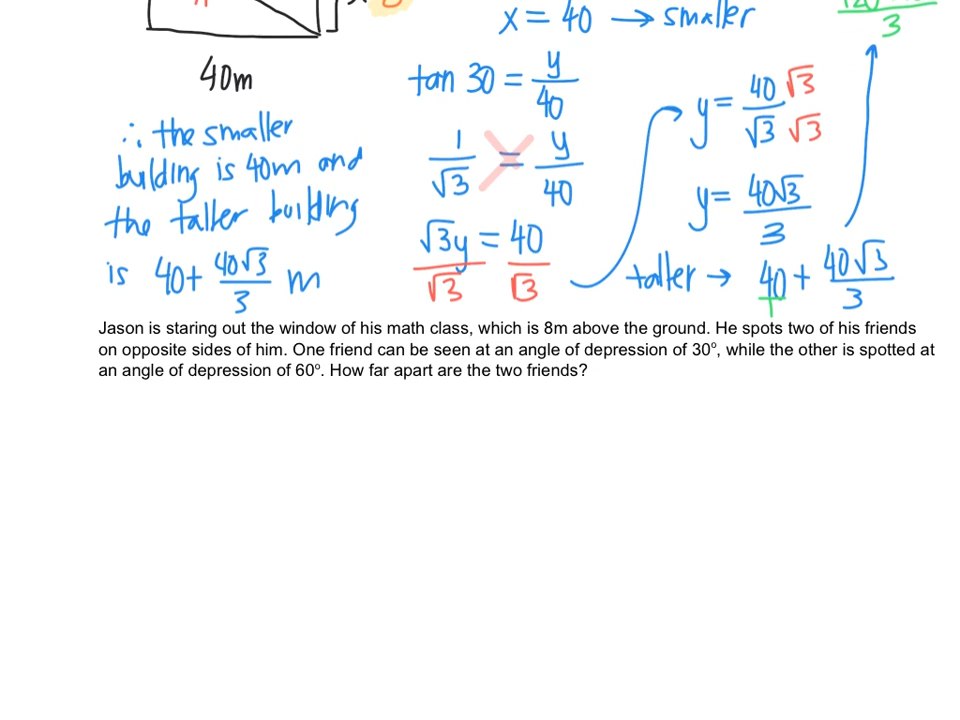 x = 40 → smaller
3
40m
tan 30 = y/40
y = 40√3/√3√3
∴ the smaller
building is 40m and
the taller building
is 40+ 40√3/3 m
1/√3 = y/40
y = 40√3/3
√3y/√3 = 40/√3
taller → 40 + 40√3/3
Jason is staring out the window of his math class, which is 8m above the ground. He spots two of his friends
on opposite sides of him. One friend can be seen at an angle of depression of 30º, while the other is spotted at
an angle of depression of 60º. How far apart are the two friends?